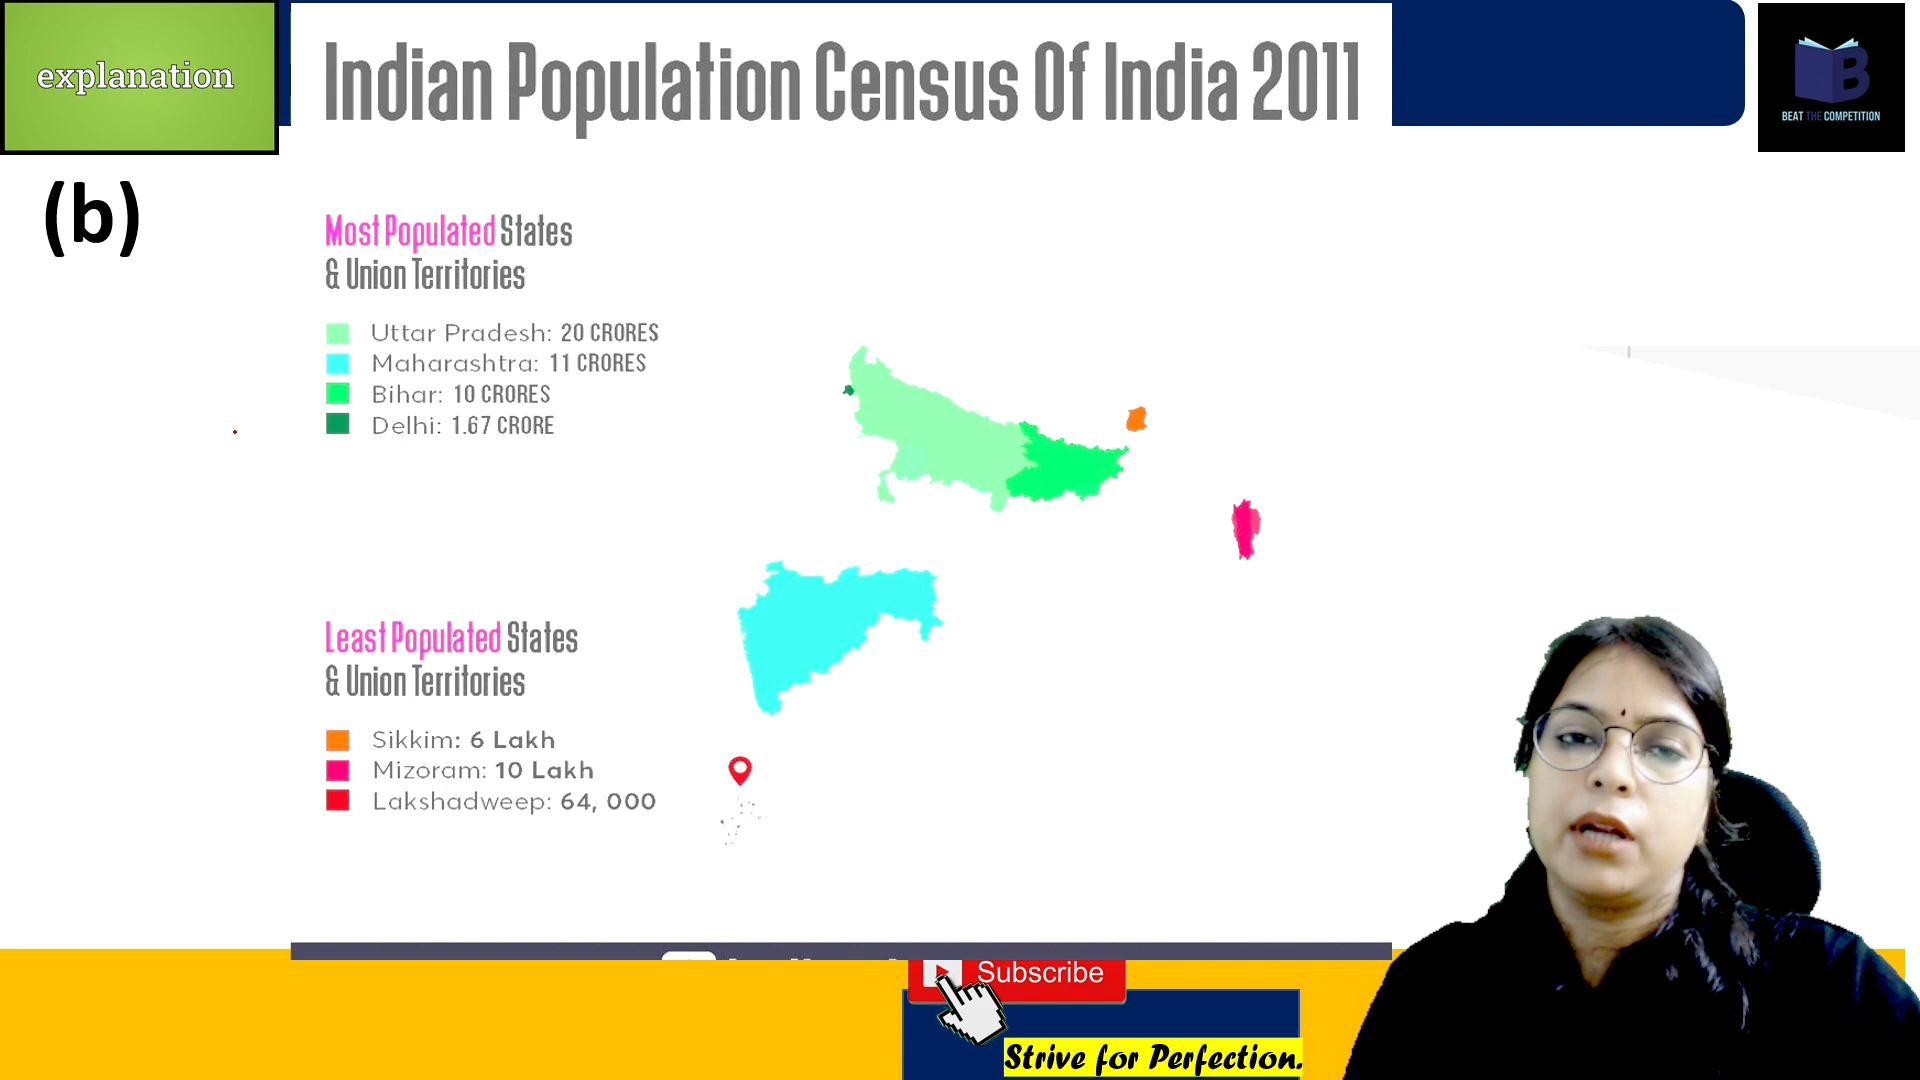 explanation
Indian Population Census Of India 2011
B
BEAT THE COMPETITION
(b)
Most Populated States
& Union Territories
Uttar Pradesh: 20 CRORES
Maharashtra: 11 CRORES
Bihar: 10 CRORES
Delhi: 1.67 CRORE
Least Populated States
& Union Territories
Sikkim: 6 Lakh
Mizoram: 10 Lakh
Lakshadweep: 64, 000
Subscribe
Strive for Perfection.